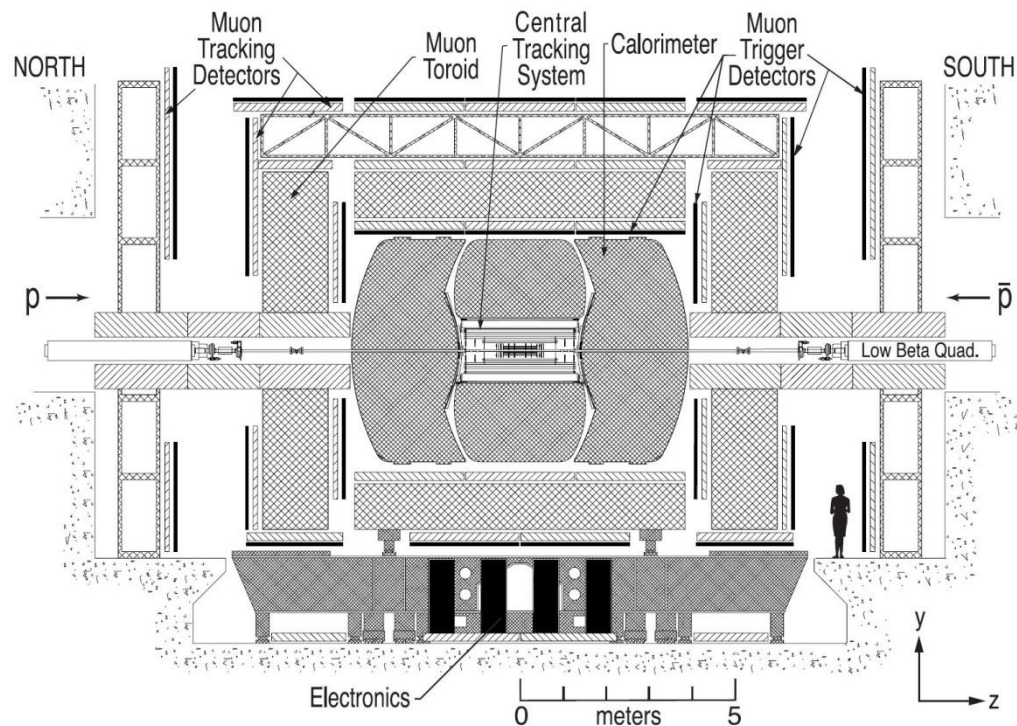 NORTH
Muon
Tracking
Detectors
Muon
Toroid
Central
Tracking
System
Calorimeter
Muon
Trigger
Detectors
SOUTH
p
p̄
Low Beta Quad.
Electronics
0 meters 5
y
z